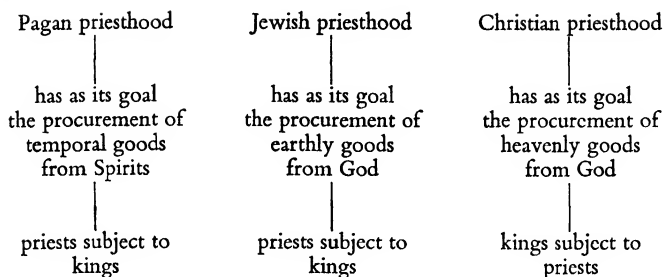 Pagan priesthood
has as its goal
the procurement of
temporal goods
from Spirits
priests subject to
kings
Jewish priesthood
has as its goal
the procurement of
earthly goods
from God
priests subject to
kings
Christian priesthood
has as its goal
the procurement of
heavenly goods
from God
kings subject to
priests